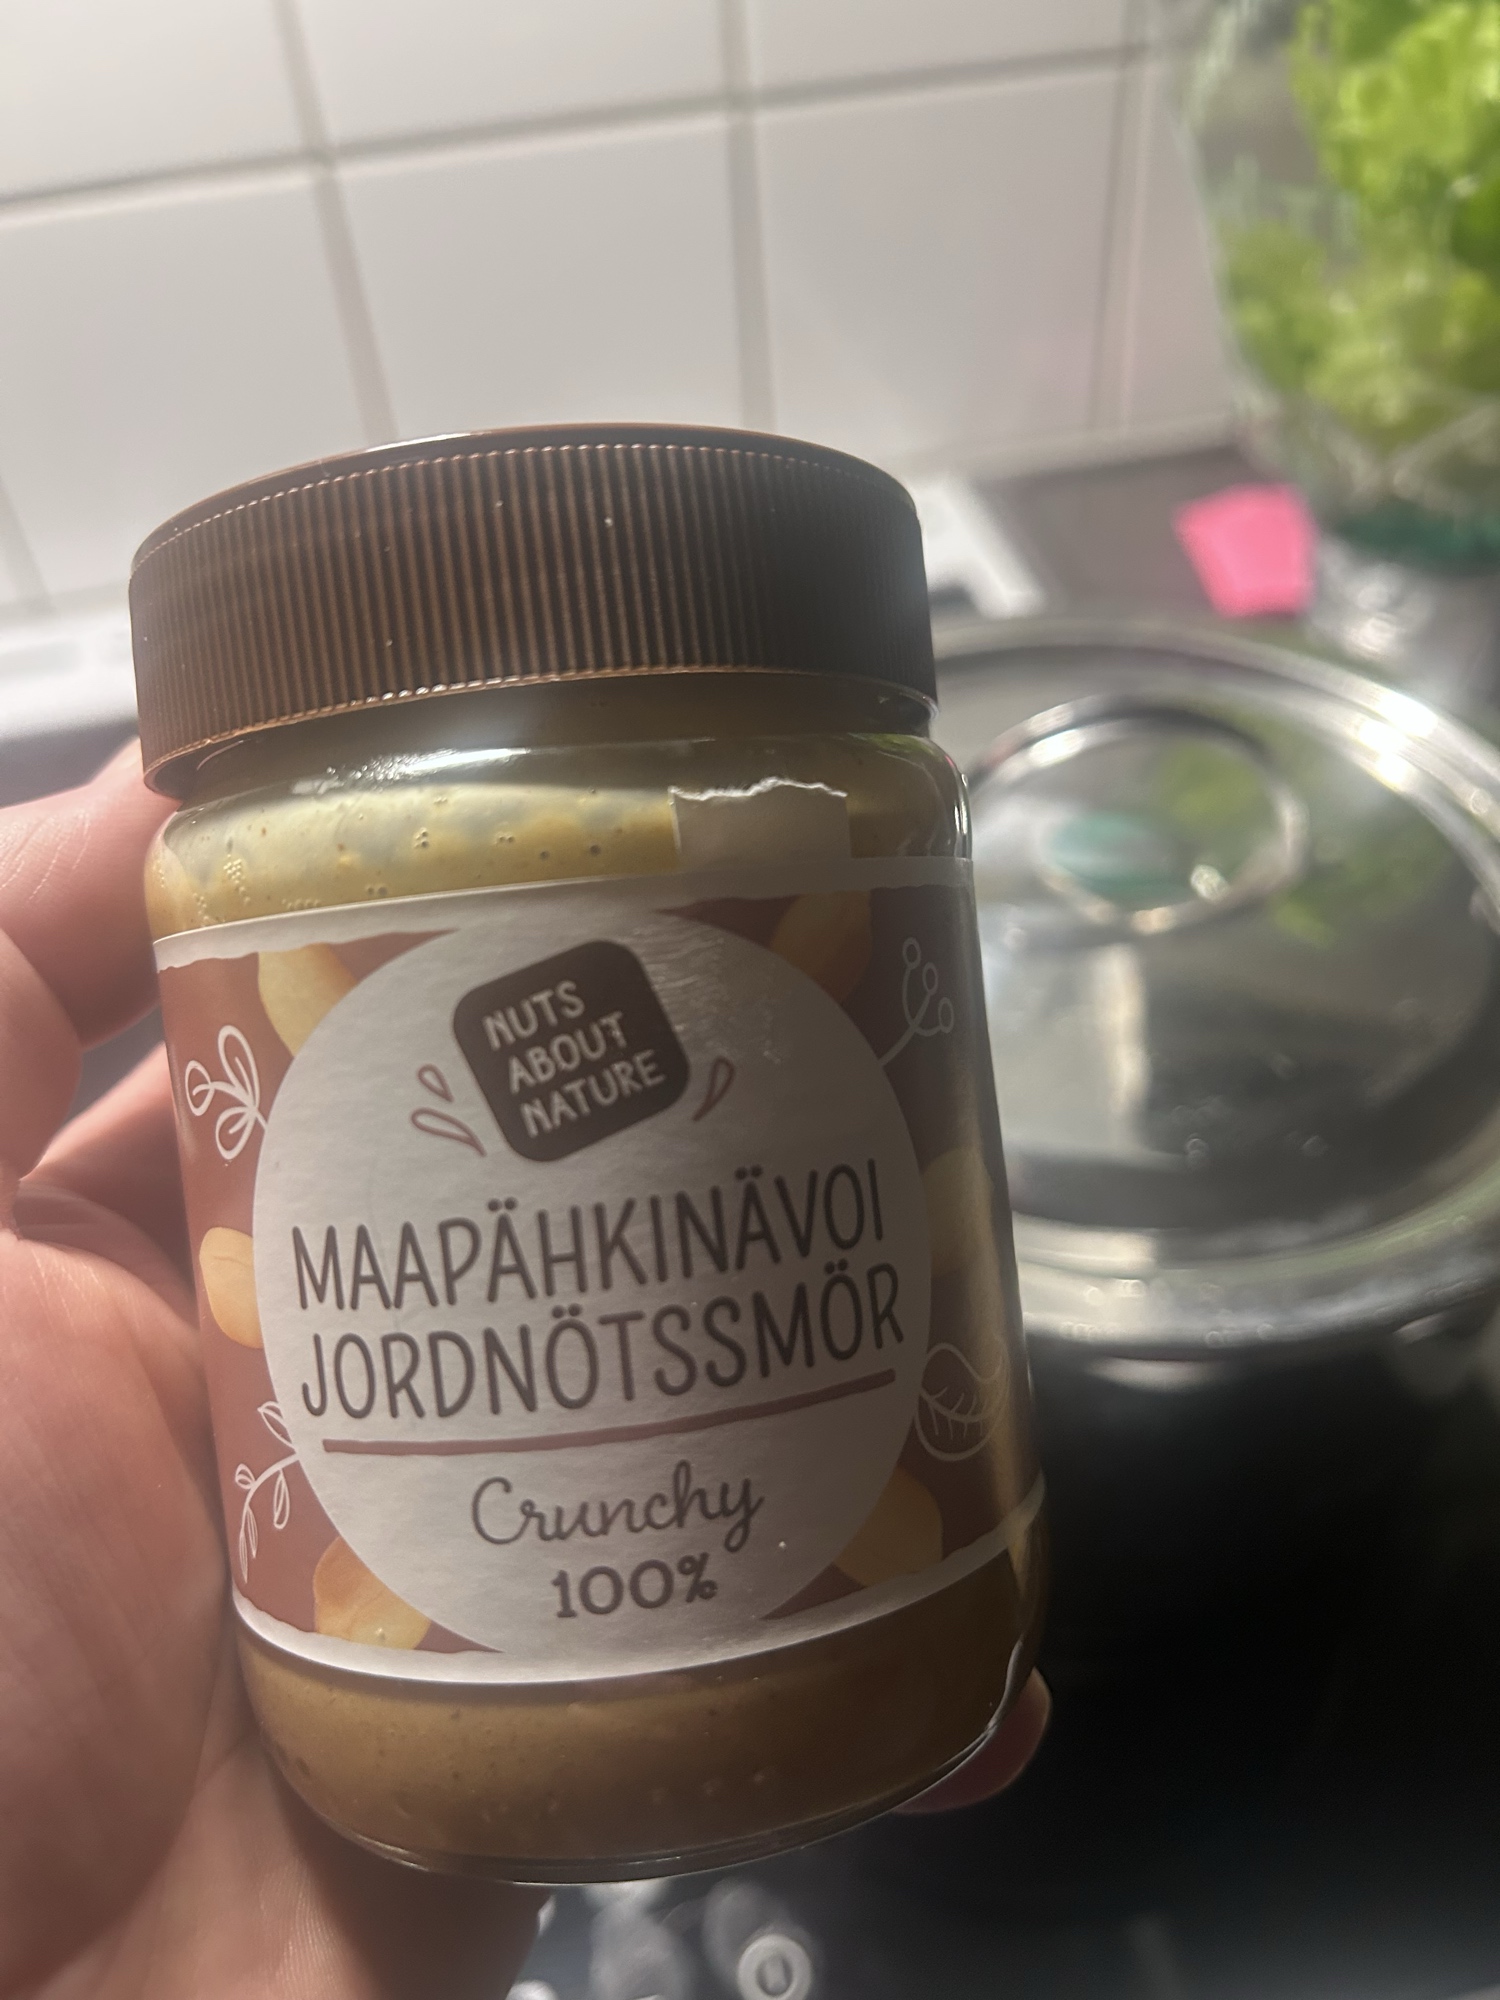 NUTS
ABOUT
NATURE
MAAPÄHKINÄVOI
JORDNÖTSSMÖR
Crunchy
100%